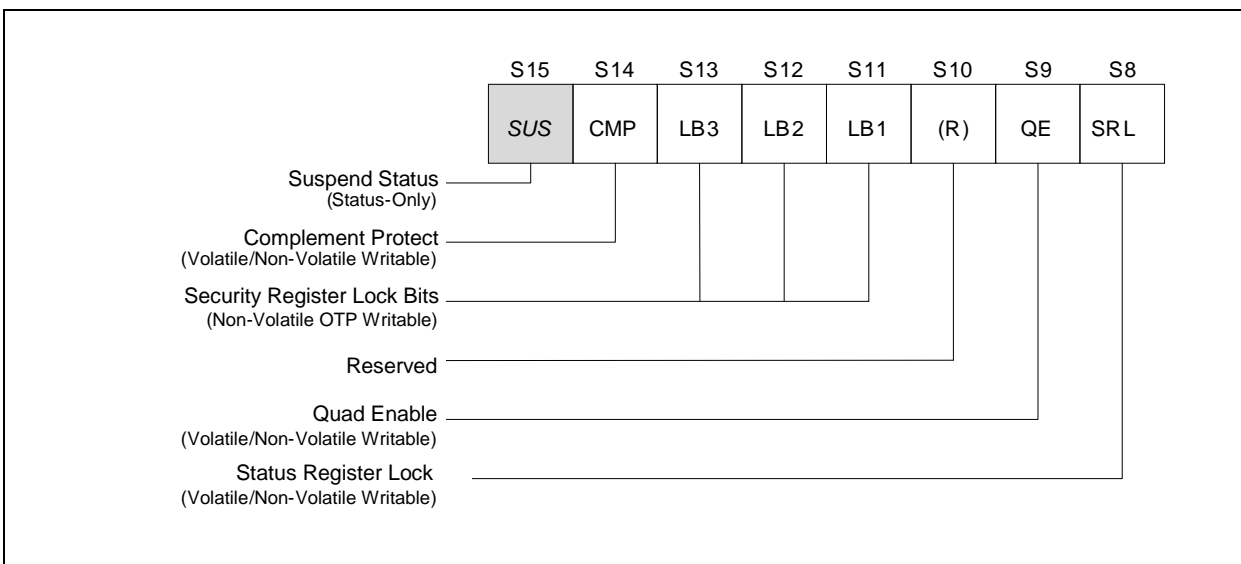 S15 S14 S13 S12 S11 S10 S9 S8
SUS CMP LB3 LB2 LB1 (R) QE SRL
Suspend Status
(Status-Only)
Complement Protect
(Volatile/Non-Volatile Writable)
Security Register Lock Bits
(Non-Volatile OTP Writable)
Reserved
Quad Enable
(Volatile/Non-Volatile Writable)
Status Register Lock
(Volatile/Non-Volatile Writable)